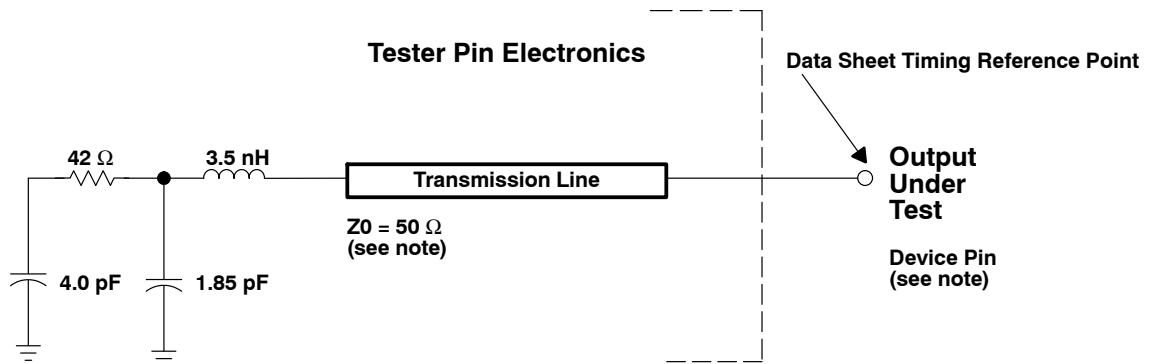 Tester Pin Electronics
Data Sheet Timing Reference Point
42 Ω
3.5 nH
Transmission Line
Output
Under
Test
Z0 = 50 Ω
(see note)
Device Pin
(see note)
4.0 pF
1.85 pF